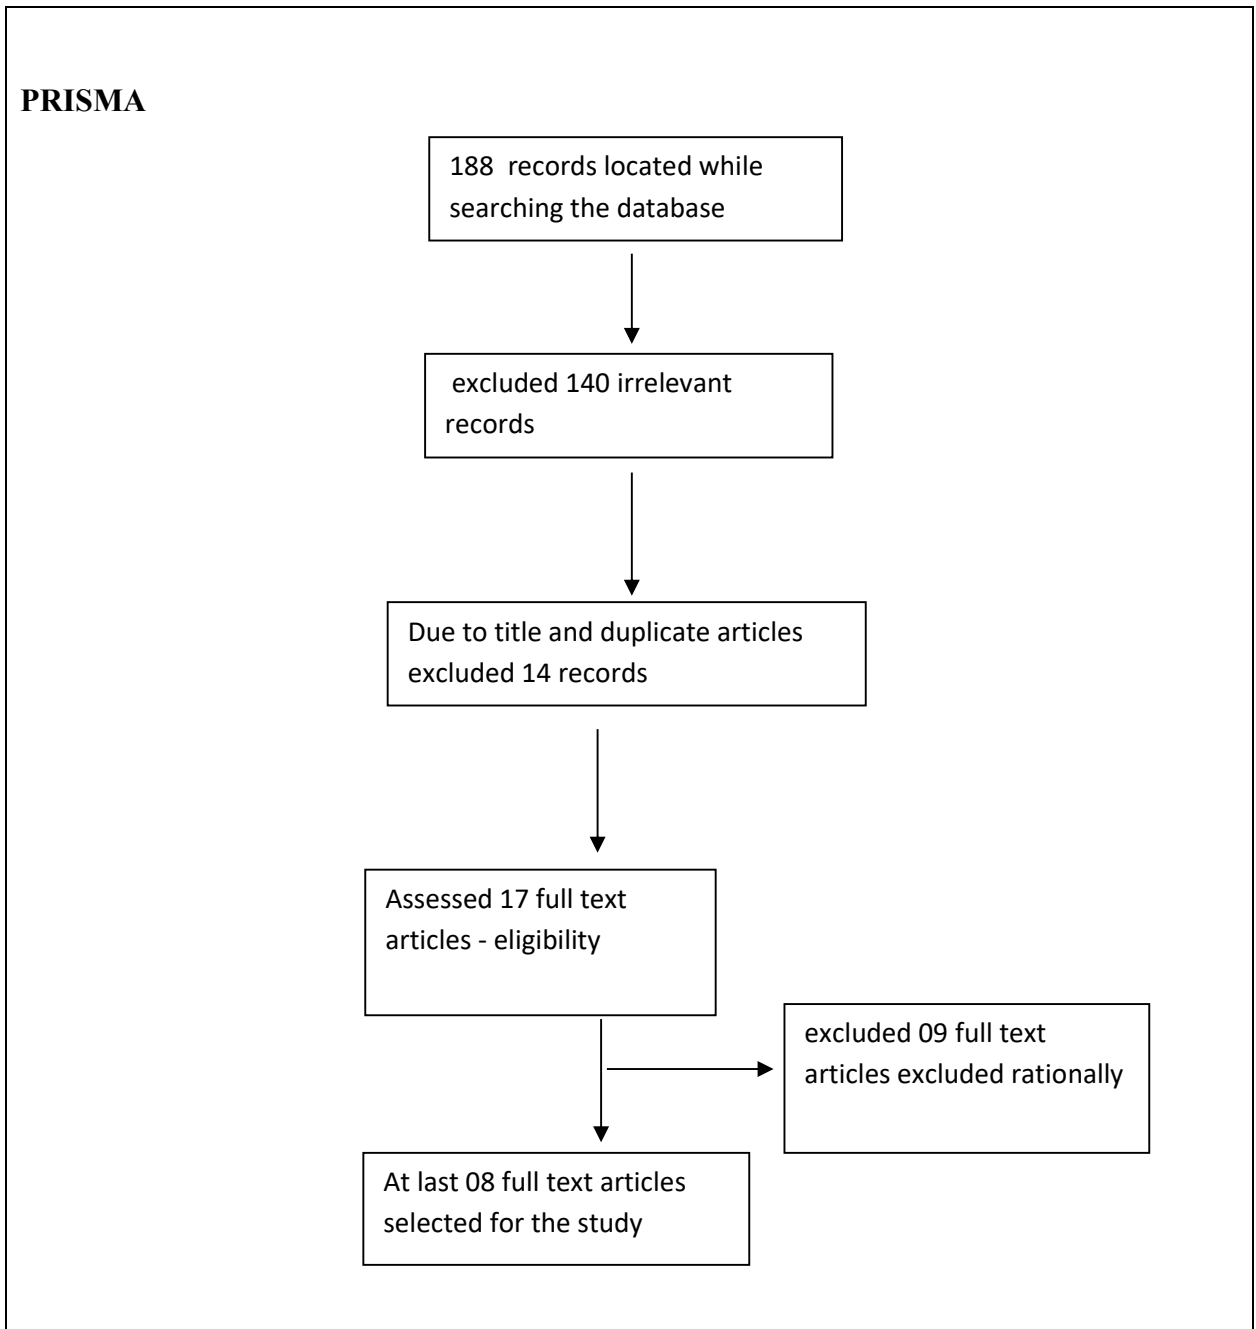 PRISMA
188 records located while
searching the database
excluded 140 irrelevant
records
Due to title and duplicate articles
excluded 14 records
Assessed 17 full text
articles - eligibility
excluded 09 full text
articles excluded rationally
At last 08 full text articles
selected for the study